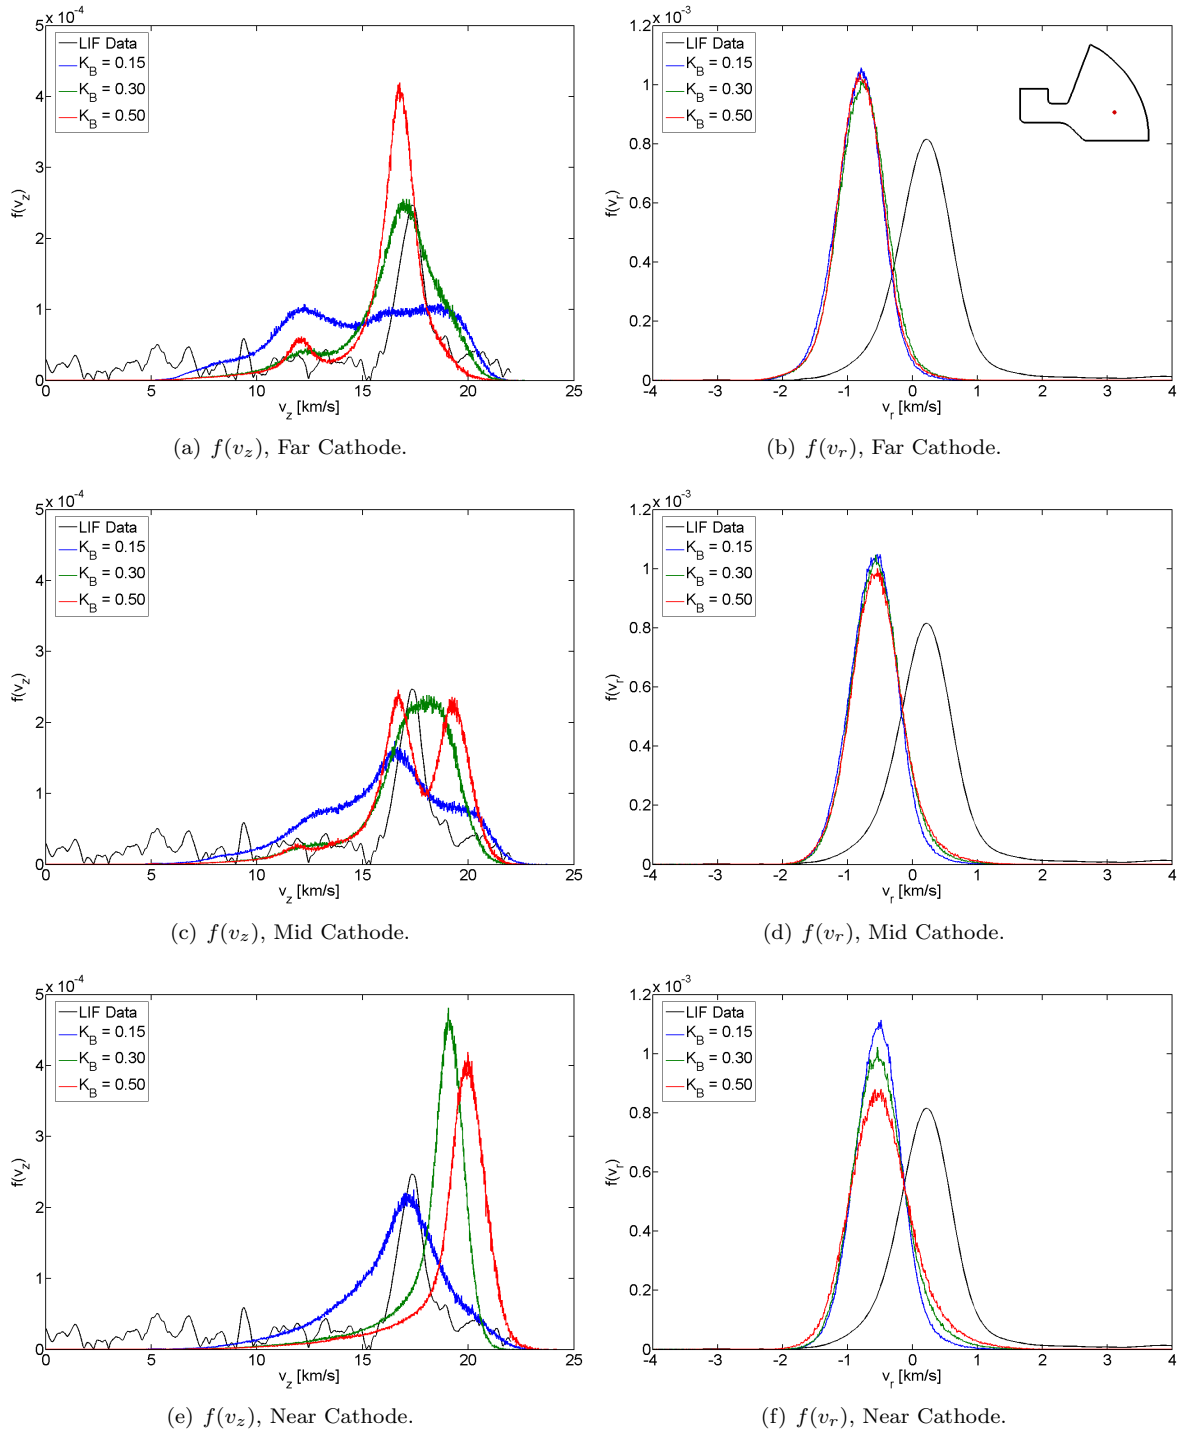 x 10⁻⁴
5
4
3
2
1
0
f(v_z)
LIF Data
K_B = 0.15
K_B = 0.30
K_B = 0.50
0 5 10 15 20 25
v_z [km/s]
(a) f(v_z), Far Cathode.
x 10⁻³
1.2
1
0.8
0.6
0.4
0.2
0
f(v_r)
LIF Data
K_B = 0.15
K_B = 0.30
K_B = 0.50
-4 -3 -2 -1 0 1 2 3 4
v_r [km/s]
(b) f(v_r), Far Cathode.
x 10⁻⁴
5
4
3
2
1
0
f(v_z)
LIF Data
K_B = 0.15
K_B = 0.30
K_B = 0.50
0 5 10 15 20 25
v_z [km/s]
(c) f(v_z), Mid Cathode.
x 10⁻³
1.2
1
0.8
0.6
0.4
0.2
0
f(v_r)
LIF Data
K_B = 0.15
K_B = 0.30
K_B = 0.50
-4 -3 -2 -1 0 1 2 3 4
v_r [km/s]
(d) f(v_r), Mid Cathode.
x 10⁻⁴
5
4
3
2
1
0
f(v_z)
LIF Data
K_B = 0.15
K_B = 0.30
K_B = 0.50
0 5 10 15 20 25
v_z [km/s]
(e) f(v_z), Near Cathode.
x 10⁻³
1.2
1
0.8
0.6
0.4
0.2
0
f(v_r)
LIF Data
K_B = 0.15
K_B = 0.30
K_B = 0.50
-4 -3 -2 -1 0 1 2 3 4
v_r [km/s]
(f) f(v_r), Near Cathode.